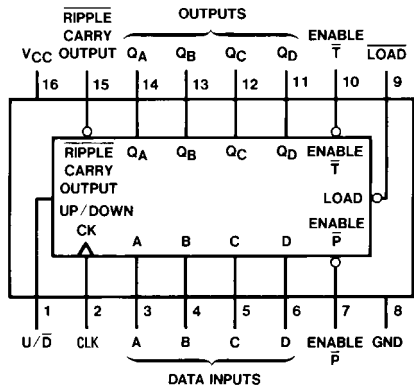 RIPPLE OUTPUTS
CARRY ENABLE
VCC OUTPUT QA QB QC QD T LOAD
16 15 14 13 12 11 10 9
RIPPLE QA QB QC QD ENABLE
CARRY T
OUTPUT LOAD
UP/DOWN ENABLE
CK A B C D P
1 2 3 4 5 6 7 8
U/D CLK A B C D ENABLE GND
P
DATA INPUTS